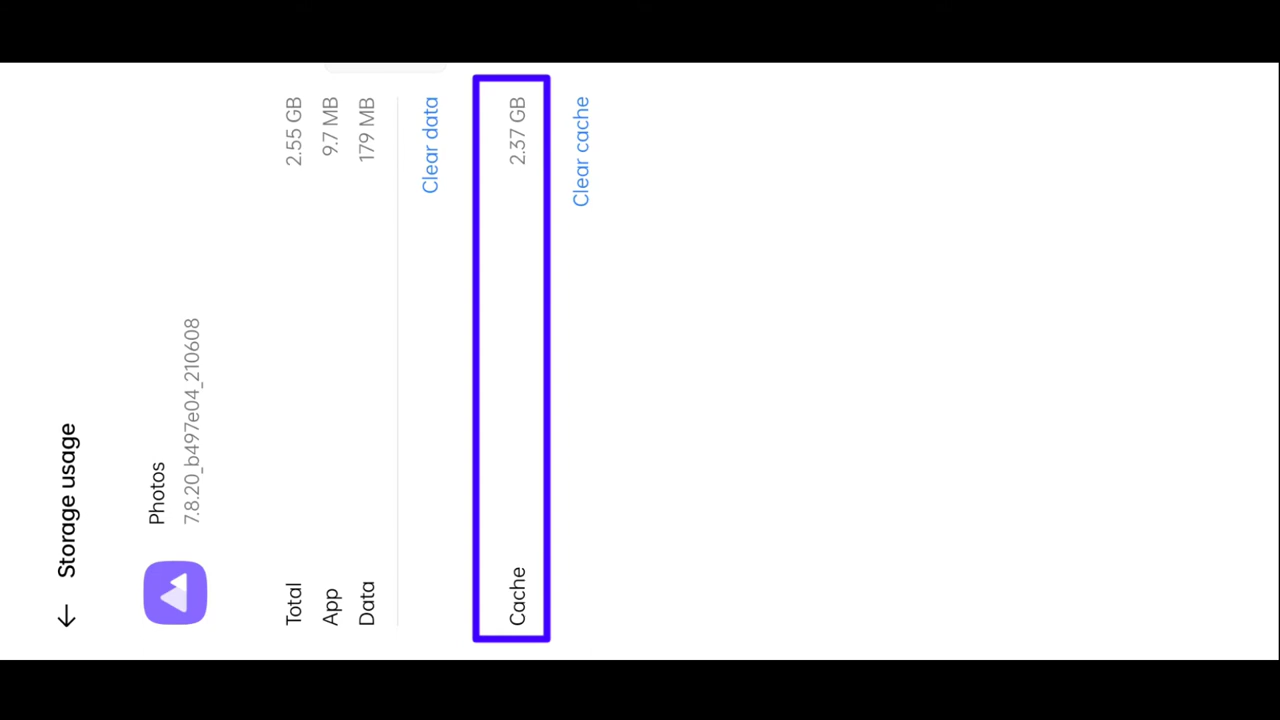 Storage usage
Photos
7.8.20_b497e04_210608
Total 2.55 GB
App 9.7 MB
Data 179 MB
Clear data
Cache 2.37 GB
Clear cache